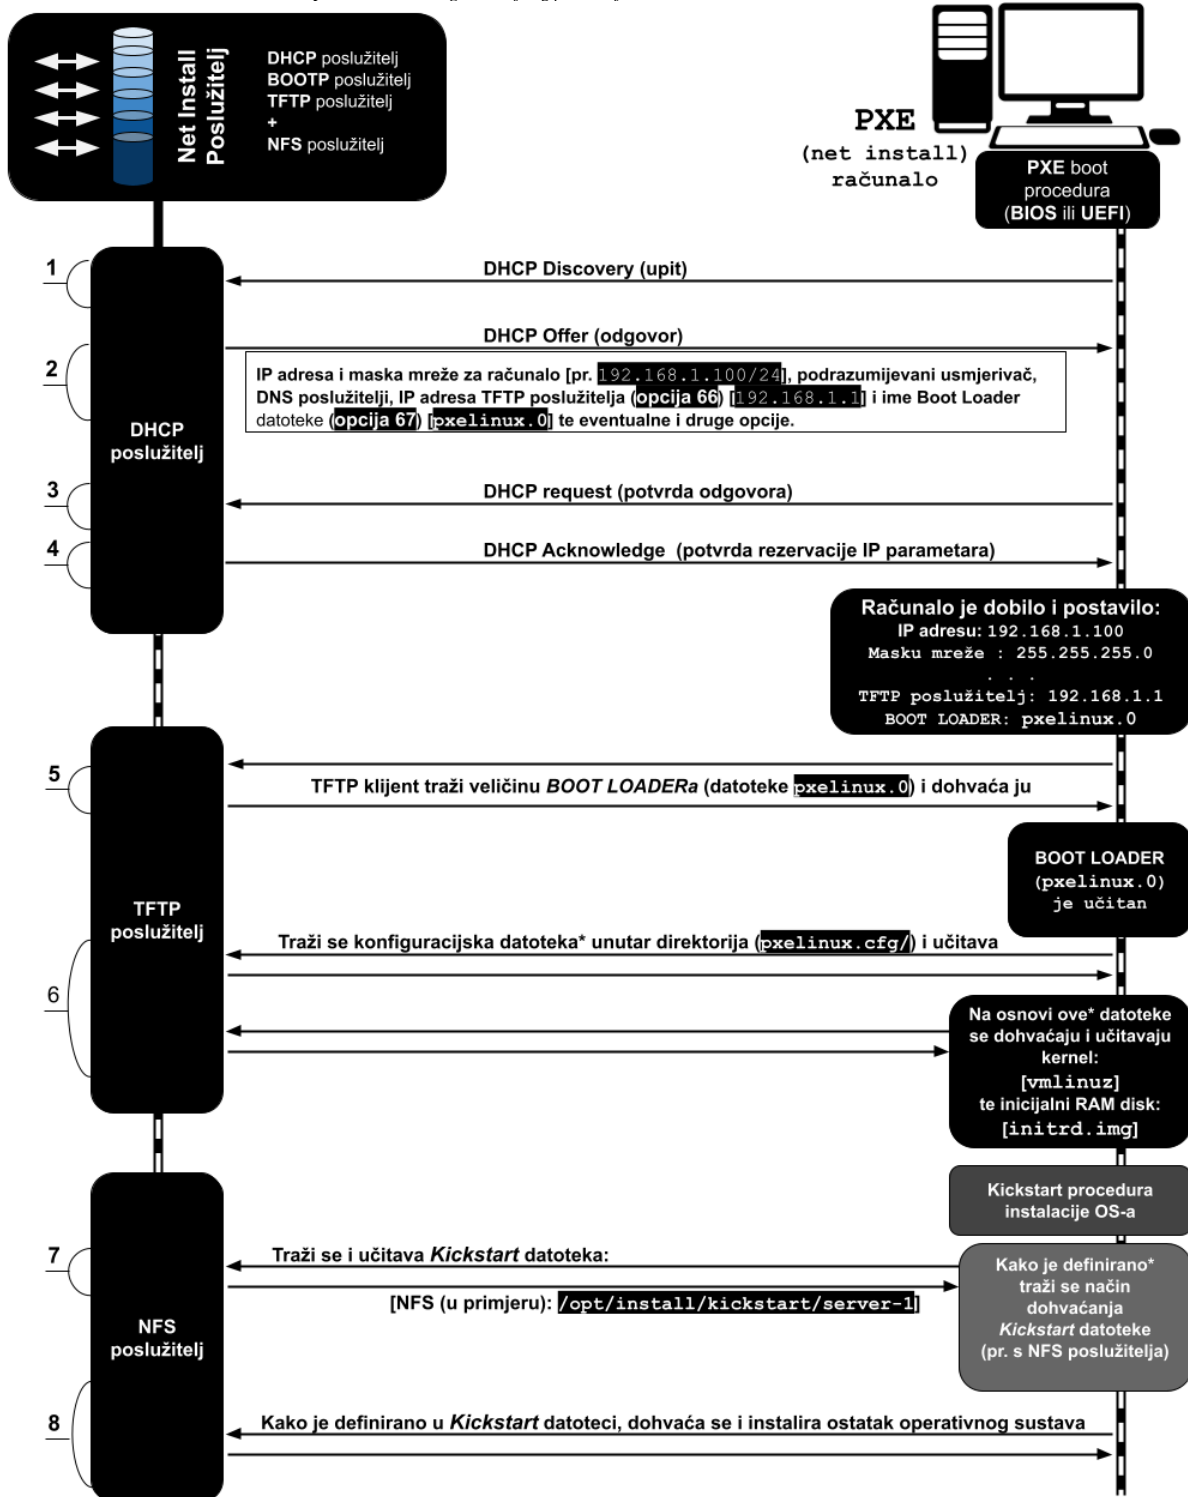 Net Install
Poslužitelj
DHCP poslužitelj
BOOTP poslužitelj
TFTP poslužitelj
+
NFS poslužitelj
PXE
(net install)
računalo
PXE boot
procedura
(BIOS ili UEFI)
1
DHCP Discovery (upit)
DHCP Offer (odgovor)
2
IP adresa i maska mreže za računalo [pr. 192.168.1.100/24], podrazumijevani usmjerivač,
DNS poslužitelji, IP adresa TFTP poslužitelja (opcija 66) [192.168.1.1] i ime Boot Loader
datoteke (opcija 67) [pxelinux.0] te eventualne i druge opcije.
DHCP
poslužitelj
3
DHCP request (potvrda odgovora)
4
DHCP Acknowledge (potvrda rezervacije IP parametara)
Računalo je dobilo i postavilo:
IP adresu: 192.168.1.100
Masku mreže : 255.255.255.0
. . .
TFTP poslužitelj: 192.168.1.1
BOOT LOADER: pxelinux.0
5
TFTP klijent traži veličinu BOOT LOADERa (datoteke pxelinux.0) i dohvaća ju
BOOT LOADER
(pxelinux.0)
je učitan
TFTP
poslužitelj
Traži se konfiguracijska datoteka* unutar direktorija (pxelinux.cfg/) i učitava
6
Na osnovi ove* datoteke
se dohvaćaju i učitavaju
kernel:
[vmlinuz]
te inicijalni RAM disk:
[initrd.img]
Kickstart procedura
instalacije OS-a
7
Traži se i učitava Kickstart datoteka:
[NFS (u primjeru): /opt/install/kickstart/server-1]
Kako je definirano*
traži se način
dohvaćanja
Kickstart datoteke
(pr. s NFS poslužitelja)
NFS
poslužitelj
8
Kako je definirano u Kickstart datoteci, dohvaća se i instalira ostatak operativnog sustava